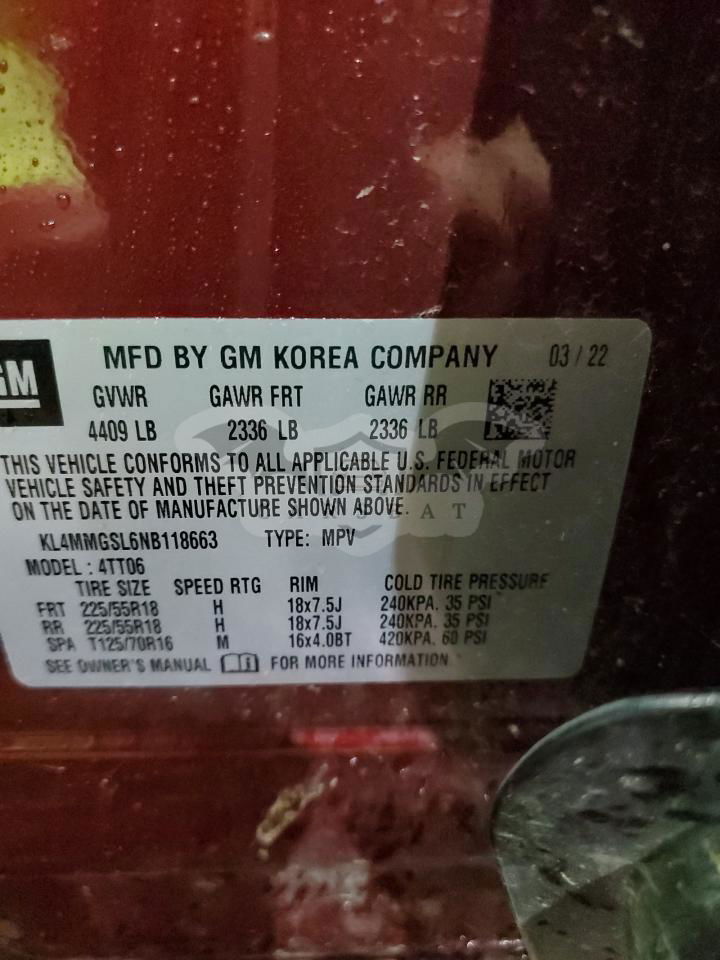 GM
MFD BY GM KOREA COMPANY 03 / 22
GVWR GAWR FRT GAWR RR
4409 LB 2336 LB 2336 LB
THIS VEHICLE CONFORMS TO ALL APPLICABLE U.S. FEDERAL MOTOR
VEHICLE SAFETY AND THEFT PREVENTION STANDARDS IN EFFECT
ON THE DATE OF MANUFACTURE SHOWN ABOVE.
KL4MMGSL6NB118663 TYPE: MPV
MODEL : 4TT06
TIRE SIZE SPEED RTG RIM COLD TIRE PRESSURE
FRT 225/55R18 H 18x7.5J 240KPA. 35 PSI
RR 225/55R18 H 18x7.5J 240KPA. 35 PSI
SPA T125/70R16 M 16x4.0BT 420KPA. 60 PSI
SEE OWNER'S MANUAL FOR MORE INFORMATION